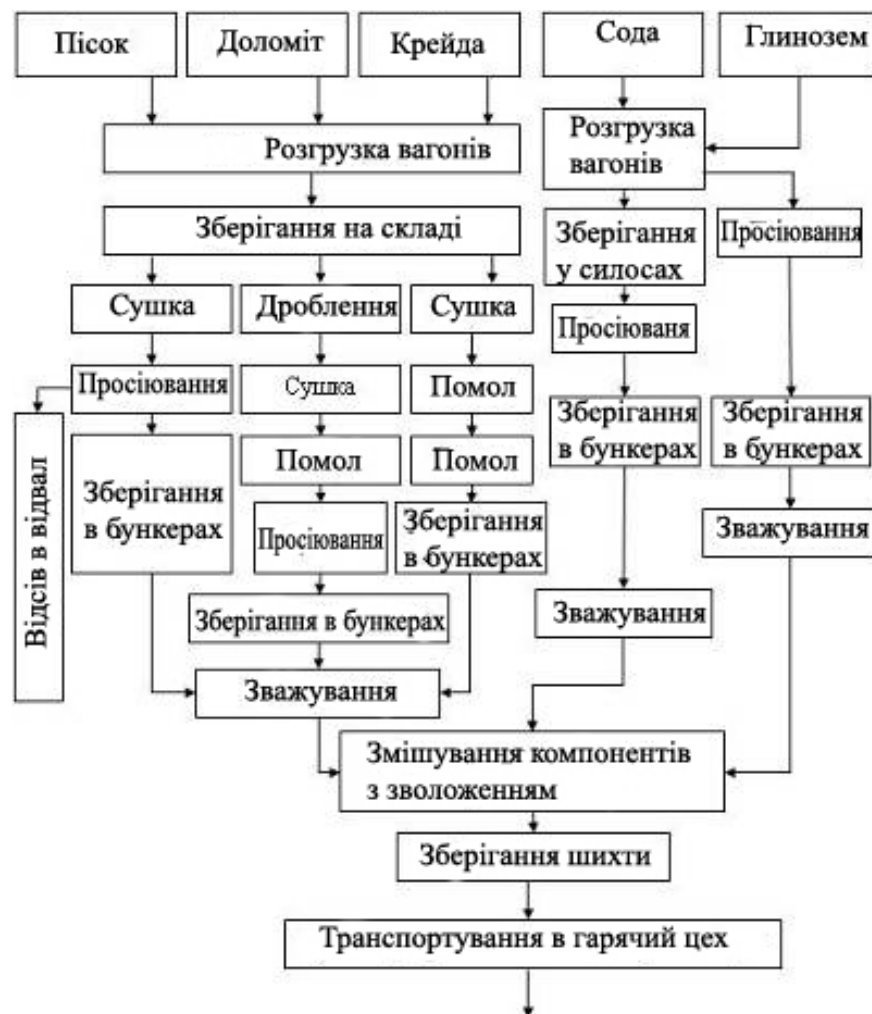 Пісок
Доломіт
Крейда
Сода
Глинозем
Розгрузка вагонів
Розгрузка
вагонів
Зберігання на складі
Зберігання
у силосах
Просіювання
Сушка
Дроблення
Сушка
Просіюваня
Просіювання
Сушка
Помол
Зберігання
в бункерах
Зберігання
в бункерах
Відсів в відвал
Зберігання
в бункерах
Помол
Помол
Просіювання
Зберігання
в бункерах
Зважування
Зберігання в бункерах
Зважування
Зважування
Змішування компонентів
з зволоженням
Зберігання шихти
Транспортування в гарячий цех